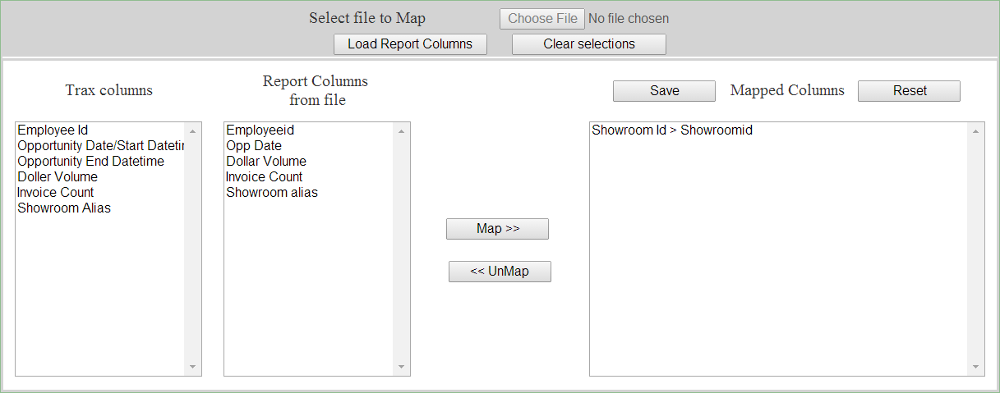 Select file to Map
Choose File No file chosen
Load Report Columns
Clear selections
Trax columns
Report Columns
from file
Save
Mapped Columns
Reset
Employee Id
Opportunity Date/Start Datetin
Opportunity End Datetime
Doller Volume
Invoice Count
Showroom Alias
Employeeid
Opp Date
Dollar Volume
Invoice Count
Showroom alias
Map >>
<< UnMap
Showroom Id > Showroomid